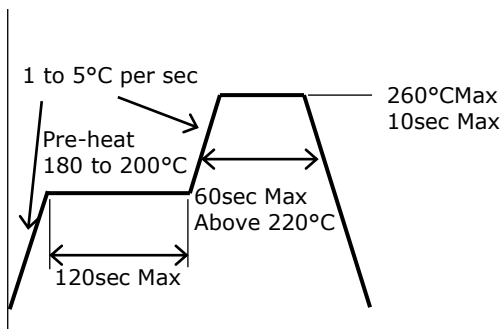 1 to 5°C per sec
260°CMax
10sec Max
Pre-heat
180 to 200°C
60sec Max
Above 220°C
120sec Max